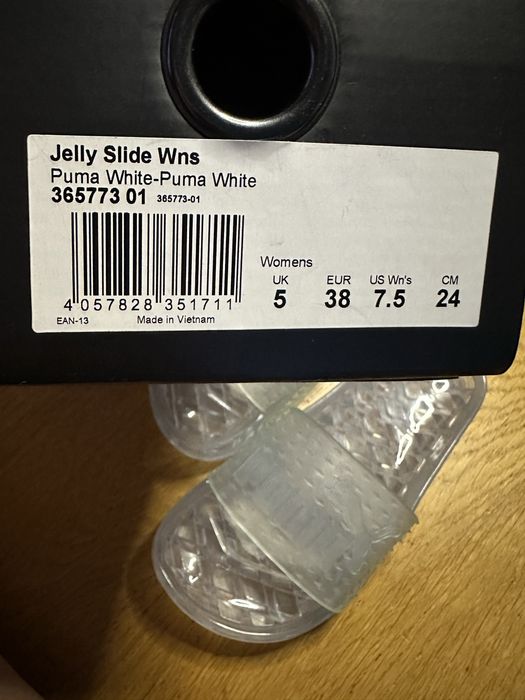 Jelly Slide Wns
Puma White-Puma White
365773 01 365773-01
4 057828 351711
EAN-13 Made in Vietnam
Womens
UK EUR US Wn's CM
5 38 7.5 24